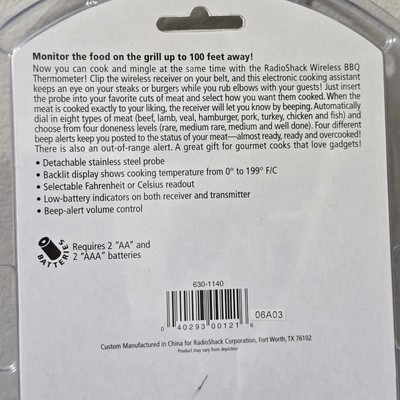 Monitor the food on the grill up to 100 feet away!
Now you can cook and mingle at the same time with the RadioShack Wireless BBQ
Thermometer! Clip the wireless receiver on your belt, and this electronic cooking assistant
keeps an eye on your steaks or burgers while you rub elbows with your guests! Just insert
the probe into your favorite cuts of meat and select how you want them cooked. When the
meat is cooked exactly to your liking, the receiver will let you know by beeping. Automatically
dial in eight types of meat (beef, lamb, veal, hamburger, pork, turkey, chicken and fish) and
choose from four doneness levels (rare, medium rare, medium and well done). Four different
beep alerts keep you posted to the status of your meat—almost ready, ready and overcooked!
There is also an out-of-range alert. A great gift for gourmet cooks that love gadgets!
• Detachable stainless steel probe
• Backlit display shows cooking temperature from 0° to 199° F/C
• Selectable Fahrenheit or Celsius readout
• Low-battery indicators on both receiver and transmitter
• Beep-alert volume control
BATTERIES
Requires 2 "AA" and
2 "AAA" batteries
630-1140
0 40293 00121 6
06A03
Custom Manufactured in China for RadioShack Corporation, Fort Worth, TX 76102
Product may vary from depiction